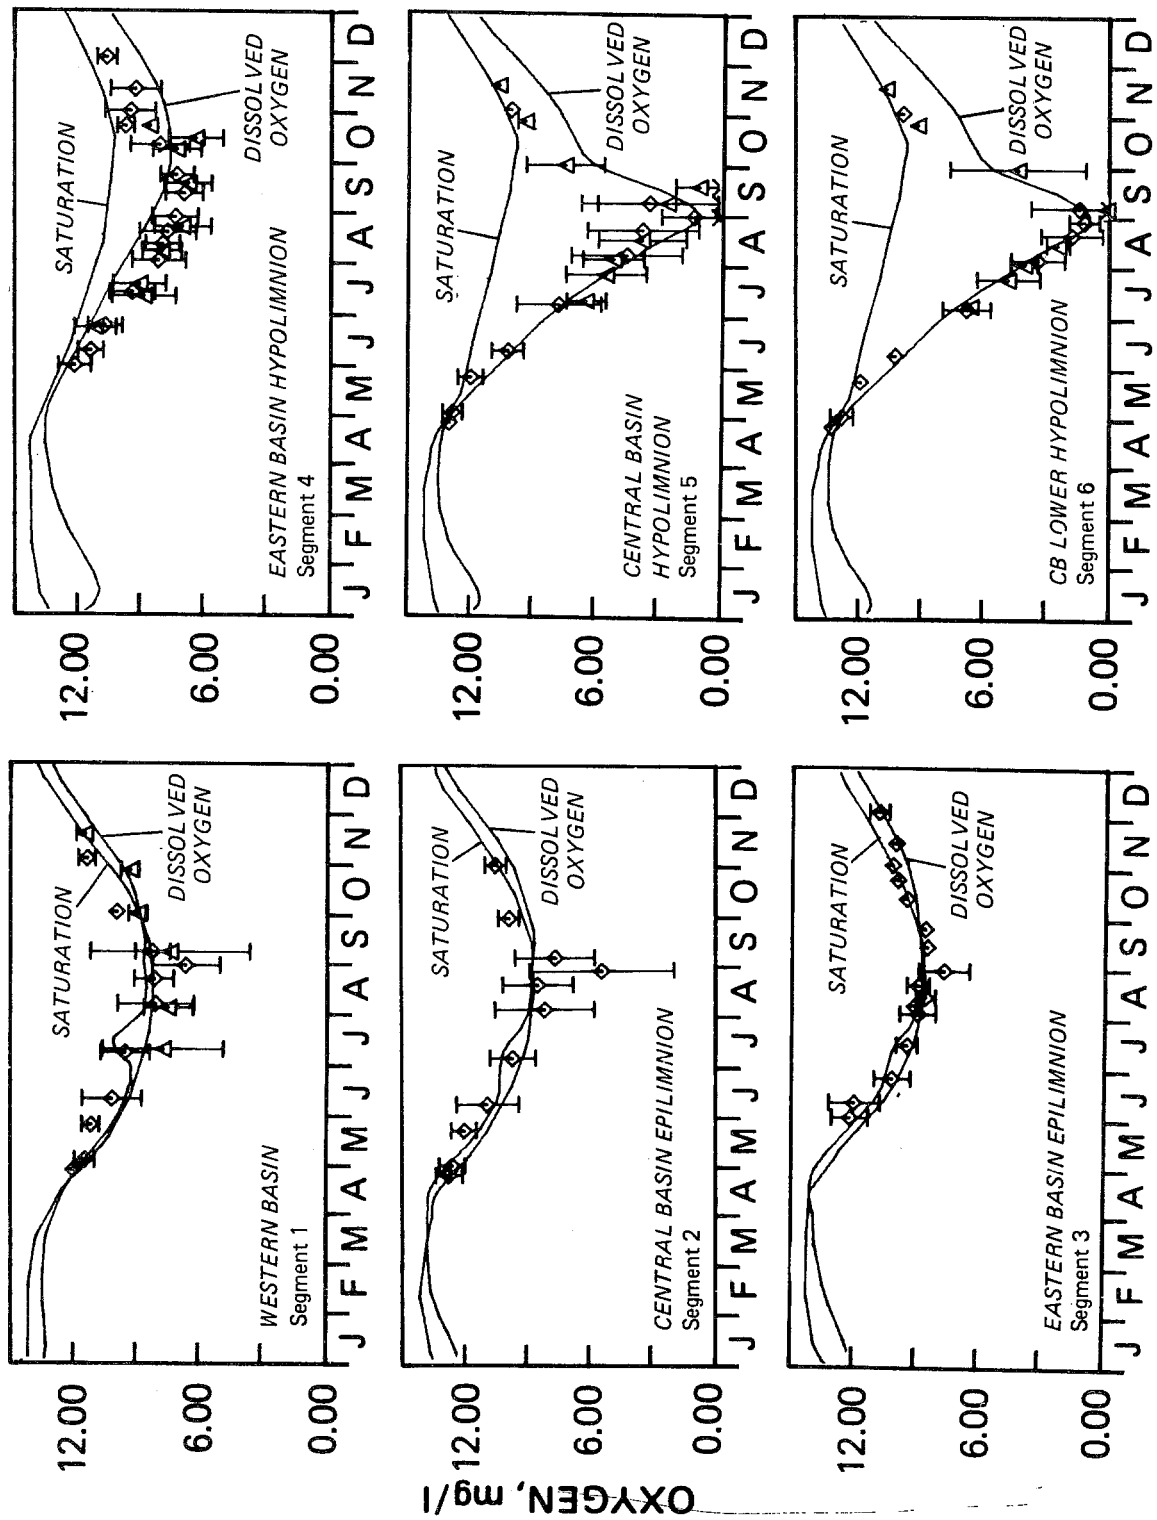 OXYGEN, mg/l
12.00
6.00
0.00
SATURATION
DISSOLVED
OXYGEN
WESTERN BASIN
Segment 1
J F M A M J J A S O N D
12.00
6.00
0.00
SATURATION
DISSOLVED
OXYGEN
EASTERN BASIN HYPOLIMNION
Segment 4
J F M A M J J A S O N D
12.00
6.00
0.00
SATURATION
DISSOLVED
OXYGEN
CENTRAL BASIN EPILIMNION
Segment 2
J F M A M J J A S O N D
12.00
6.00
0.00
SATURATION
DISSOLVED
OXYGEN
CENTRAL BASIN
HYPOLIMNION
Segment 5
J F M A M J J A S O N D
12.00
6.00
0.00
SATURATION
DISSOLVED
OXYGEN
EASTERN BASIN EPILIMNION
Segment 3
J F M A M J J A S O N D
12.00
6.00
0.00
SATURATION
DISSOLVED
OXYGEN
CB LOWER HYPOLIMNION
Segment 6
J F M A M J J A S O N D